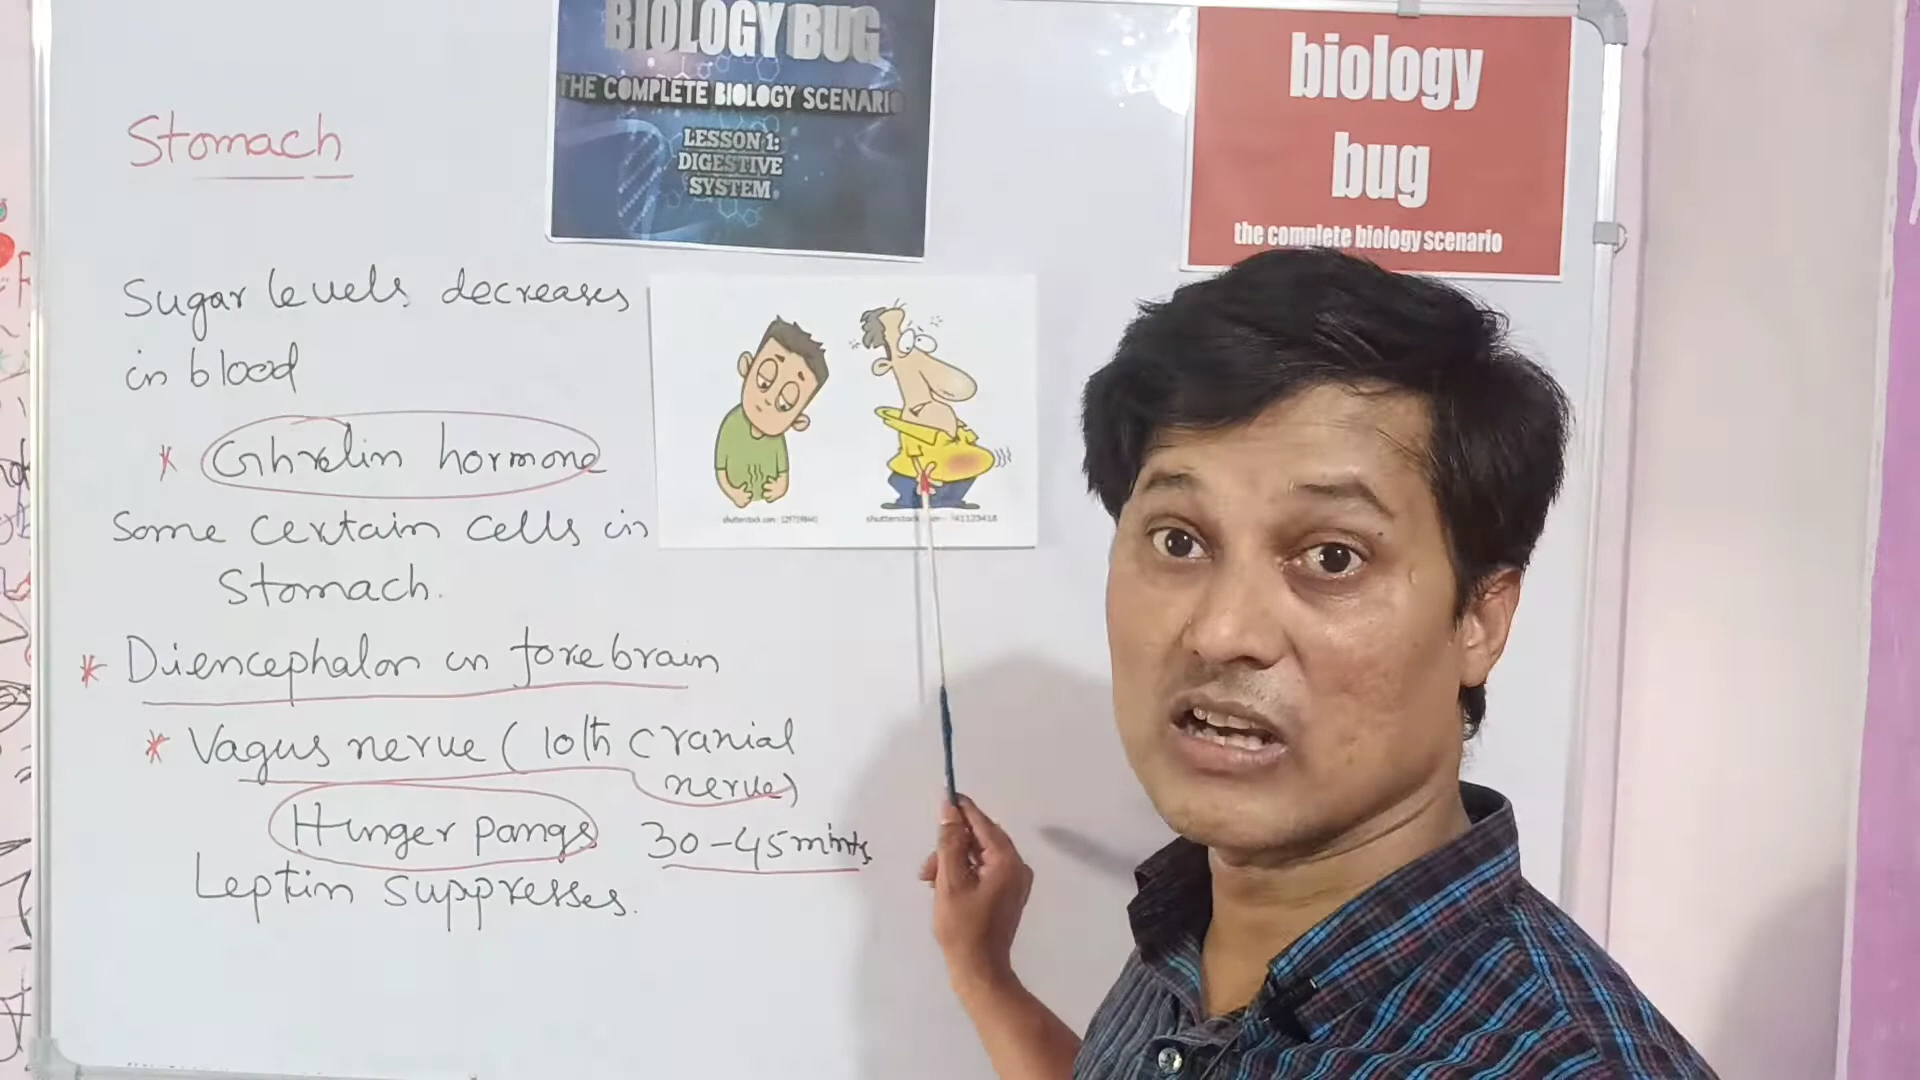 BIOLOGY BUG
THE COMPLETE BIOLOGY SCENARIO
LESSON 1:
DIGESTIVE
SYSTEM
biology
bug
the complete biology scenario
Stomach
Sugar levels decreases
in blood
* Ghrelin hormone
Some certain cells in
Stomach.
* Diencephalon in forebrain
* Vagus nerve (10th cranial
nerve)
Hunger pangs 30-45 mints
Leptin suppresses.